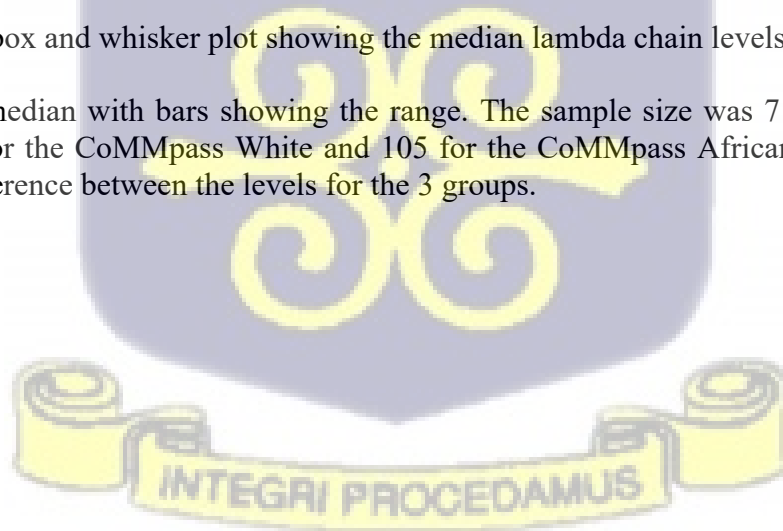 box and whisker plot showing the median lambda chain levels
median with bars showing the range. The sample size was 7
or the CoMMpass White and 105 for the CoMMpass African
erence between the levels for the 3 groups.
INTEGRI PROCEDAMUS